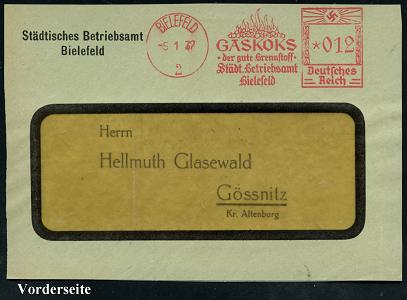 Städtisches Betriebsamt
Bielefeld
BIELEFELD
-5.1.37
2
GASKOKS
· der gute Brennstoff ·
Städt. Betriebsamt
Bielefeld
*012
Deutsches
Reich
Herrn
Hellmuth Glasewald
Gössnitz
Kr. Altenburg
Vorderseite